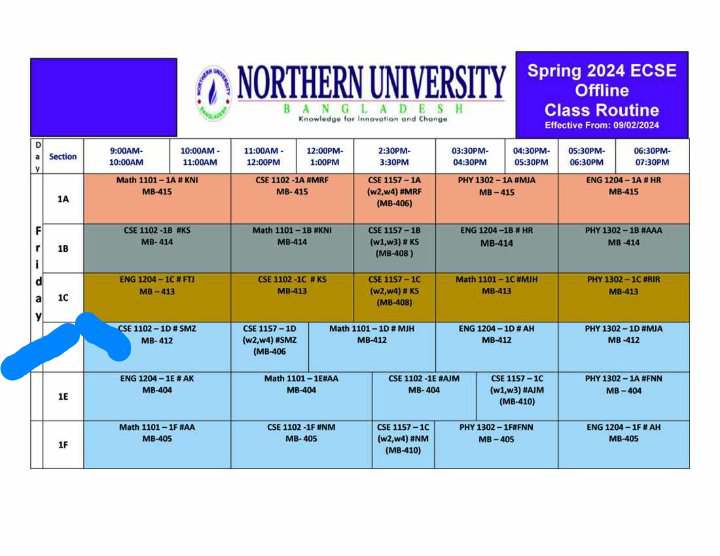 NORTHERN UNIVERSITY
BANGLADESH
Knowledge for Innovation and Change
Spring 2024 ECSE
Offline
Class Routine
Effective From: 09/02/2024
Day Section 9:00AM-10:00AM 10:00AM - 11:00AM 11:00AM - 12:00PM 12:00PM-1:00PM 2:30PM-3:30PM 03:30PM-04:30PM 04:30PM-05:30PM 05:30PM-06:30PM 06:30PM-07:30PM
Friday
1A
Math 1101 – 1A # KNI
MB-415
CSE 1102 -1A #MRF
MB- 415
CSE 1157 – 1A
(w2,w4) #MRF
(MB-406)
PHY 1302 – 1A #MJA
MB – 415
ENG 1204 – 1A # HR
MB-415
1B
CSE 1102 -1B #KS
MB- 414
Math 1101 – 1B #KNI
MB-414
CSE 1157 – 1B
(w1,w3) # KS
(MB-408 )
ENG 1204 –1B # HR
MB-414
PHY 1302 – 1B #AAA
MB -414
1C
ENG 1204 – 1C # FTJ
MB – 413
CSE 1102 -1C # KS
MB-413
CSE 1157 – 1C
(w2,w4) # KS
(MB-408)
Math 1101 – 1C #MJH
MB-413
PHY 1302 – 1C #RIR
MB-413
CSE 1102 – 1D # SMZ
MB- 412
CSE 1157 – 1D
(w2,w4) #SMZ
(MB-406
Math 1101 – 1D # MJH
MB-412
ENG 1204 – 1D # AH
MB-412
PHY 1302 – 1D #MJA
MB -412
1E
ENG 1204 – 1E # AK
MB-404
Math 1101 – 1E#AA
MB-404
CSE 1102 -1E #AJM
MB- 404
CSE 1157 – 1C
(w1,w3) #AJM
(MB-410)
PHY 1302 – 1A #FNN
MB – 404
1F
Math 1101 – 1F #AA
MB-405
CSE 1102 -1F #NM
MB- 405
CSE 1157 – 1C
(w2,w4) #NM
(MB-410)
PHY 1302 – 1F#FNN
MB – 405
ENG 1204 – 1F # AH
MB-405